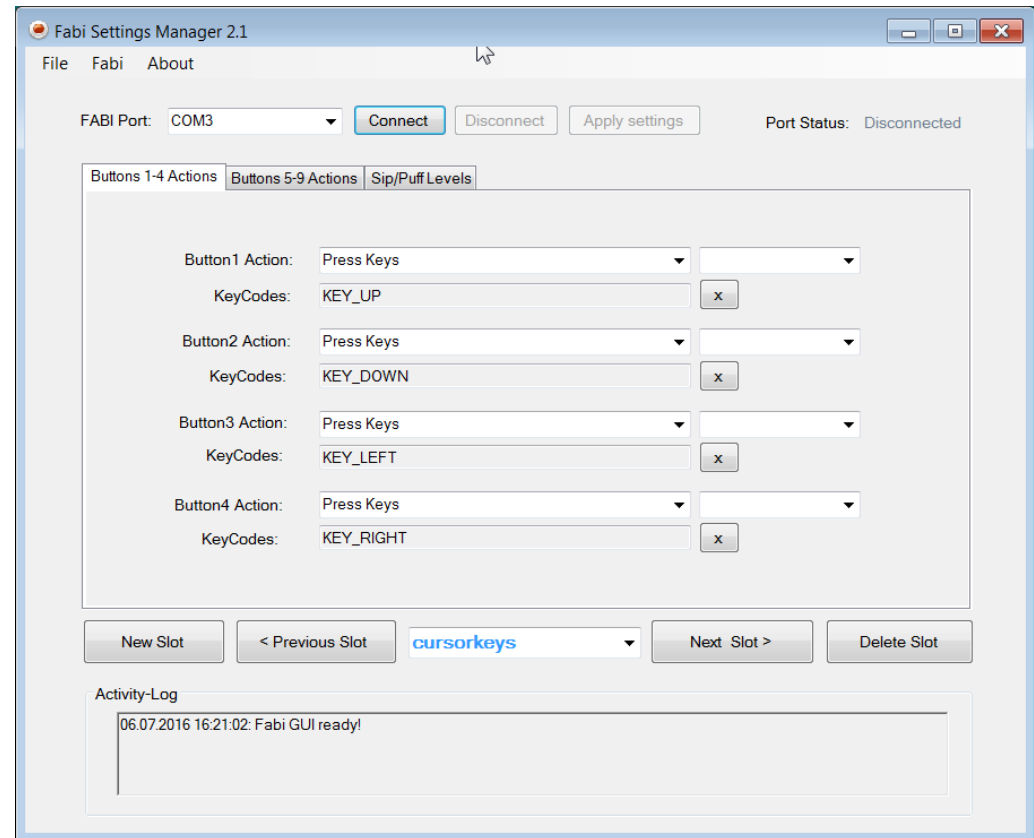 Fabi Settings Manager 2.1
File Fabi About
FABI Port: COM3 Connect Disconnect Apply settings Port Status: Disconnected
Buttons 1-4 Actions Buttons 5-9 Actions Sip/Puff Levels
Button1 Action: Press Keys
KeyCodes: KEY_UP x
Button2 Action: Press Keys
KeyCodes: KEY_DOWN x
Button3 Action: Press Keys
KeyCodes: KEY_LEFT x
Button4 Action: Press Keys
KeyCodes: KEY_RIGHT x
New Slot < Previous Slot cursorkeys Next Slot > Delete Slot
Activity-Log
06.07.2016 16:21:02: Fabi GUI ready!